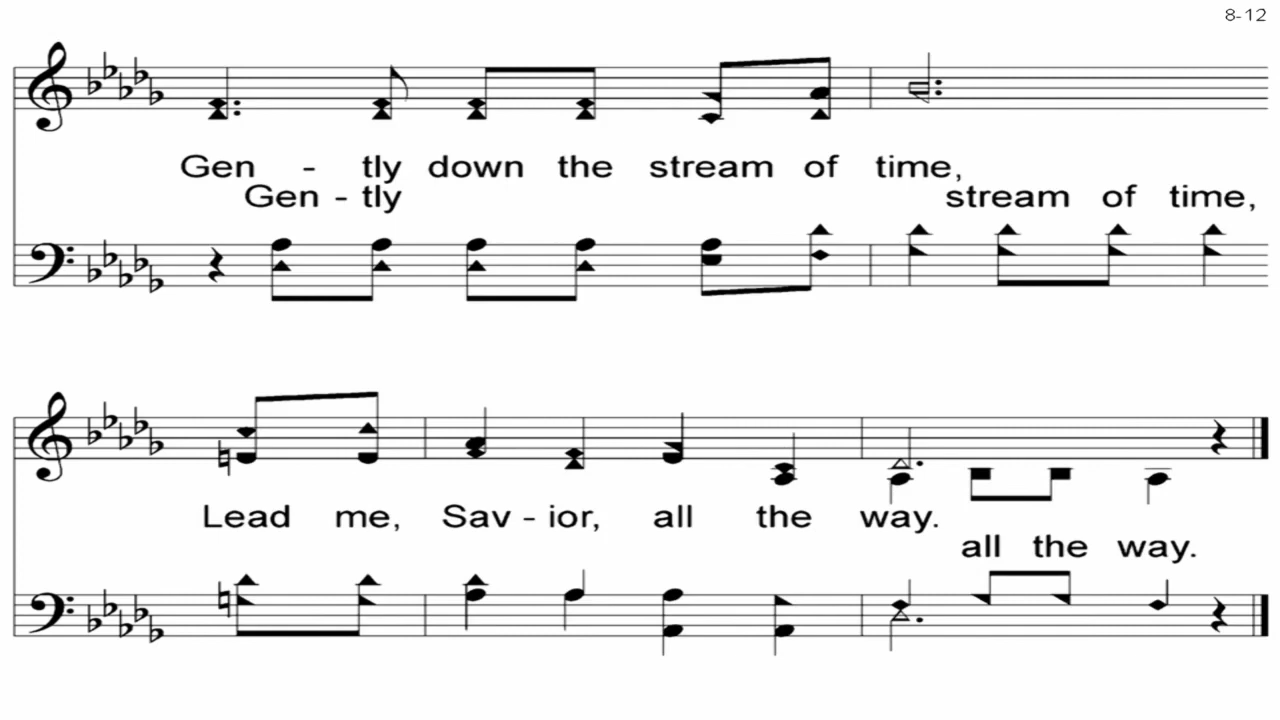 8-12
Gen - tly down the stream of time,
Gen - tly stream of time,
Lead me, Sav - ior, all the way.
all the way.